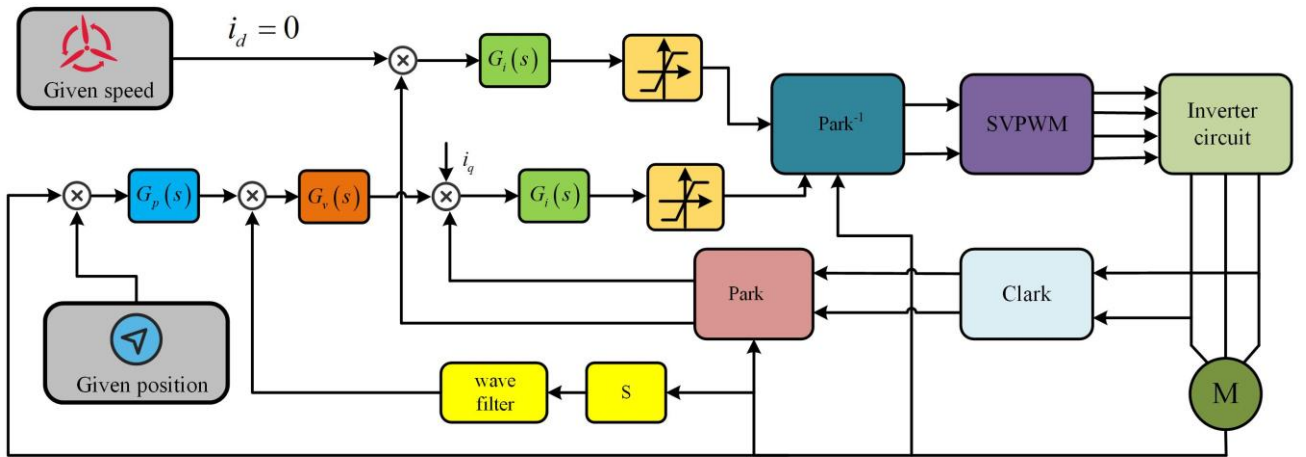 Given speed
i_d = 0
G_i(s)
Park⁻¹
SVPWM
Inverter
circuit
G_p(s)
G_v(s)
i_q
G_i(s)
Given position
Park
Clark
wave
filter
S
M